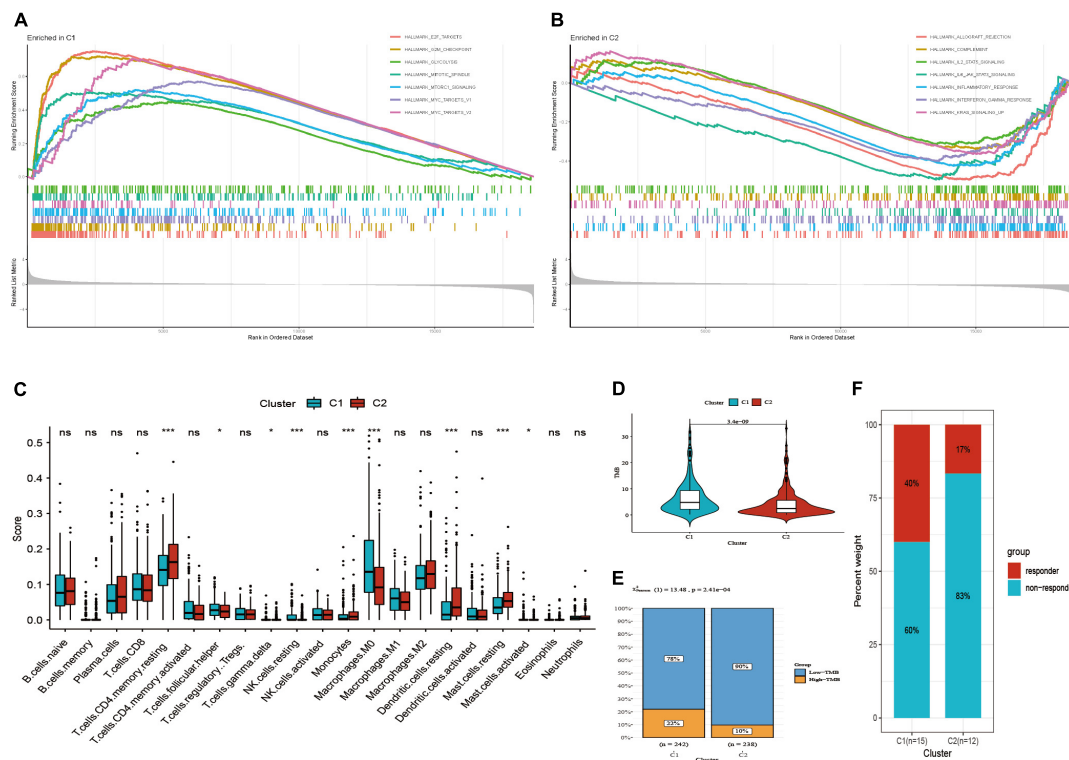 A
Enriched in C1
HALLMARK_E2F_TARGETS
HALLMARK_G2M_CHECKPOINT
HALLMARK_GLYCOLYSIS
HALLMARK_MITOTIC_SPINDLE
HALLMARK_MTORC1_SIGNALING
HALLMARK_MYC_TARGETS_V1
HALLMARK_MYC_TARGETS_V2
Running Enrichment Score
Ranked List Metric
Rank in Ordered Dataset
B
Enriched in C2
HALLMARK_ALLOGRAFT_REJECTION
HALLMARK_COMPLEMENT
HALLMARK_IL2_STAT5_SIGNALING
HALLMARK_IL6_JAK_STAT3_SIGNALING
HALLMARK_INFLAMMATORY_RESPONSE
HALLMARK_INTERFERON_GAMMA_RESPONSE
HALLMARK_KRAS_SIGNALING_UP
Running Enrichment Score
Ranked List Metric
Rank in Ordered Dataset
C
Cluster C1 C2
ns ns ns ns *** ns * ns * *** ns *** *** ns ns *** ns *** * ns ns
Score
0.5
0.4
0.3
0.2
0.1
0.0
B.cells.naive
B.cells.memory
Plasma.cells
T.cells.CD8
T.cells.CD4.memory.resting
T.cells.CD4.memory.activated
T.cells.follicular.helper
T.cells.regulatory..Tregs.
T.cells.gamma.delta
NK.cells.resting
NK.cells.activated
Monocytes
Macrophages.M0
Macrophages.M1
Macrophages.M2
Dendritic.cells.resting
Dendritic.cells.activated
Mast.cells.resting
Mast.cells.activated
Eosinophils
Neutrophils
D
Cluster C1 C2
3.4e-09
TMB
30
20
10
0
C1 C2
Cluster
E
(1) = 13.48 , p = 2.41e-04
100%
90%
80%
70%
60%
50%
40%
30%
20%
10%
0%
78%
22%
90%
10%
Group
Low-TMB
High-TMB
(n = 242) (n = 238)
C1 C2
Cluster
F
Percent weight
100
75
50
25
0
40%
60%
17%
83%
group
responder
non-respond
C1(n=15) C2(n=12)
Cluster